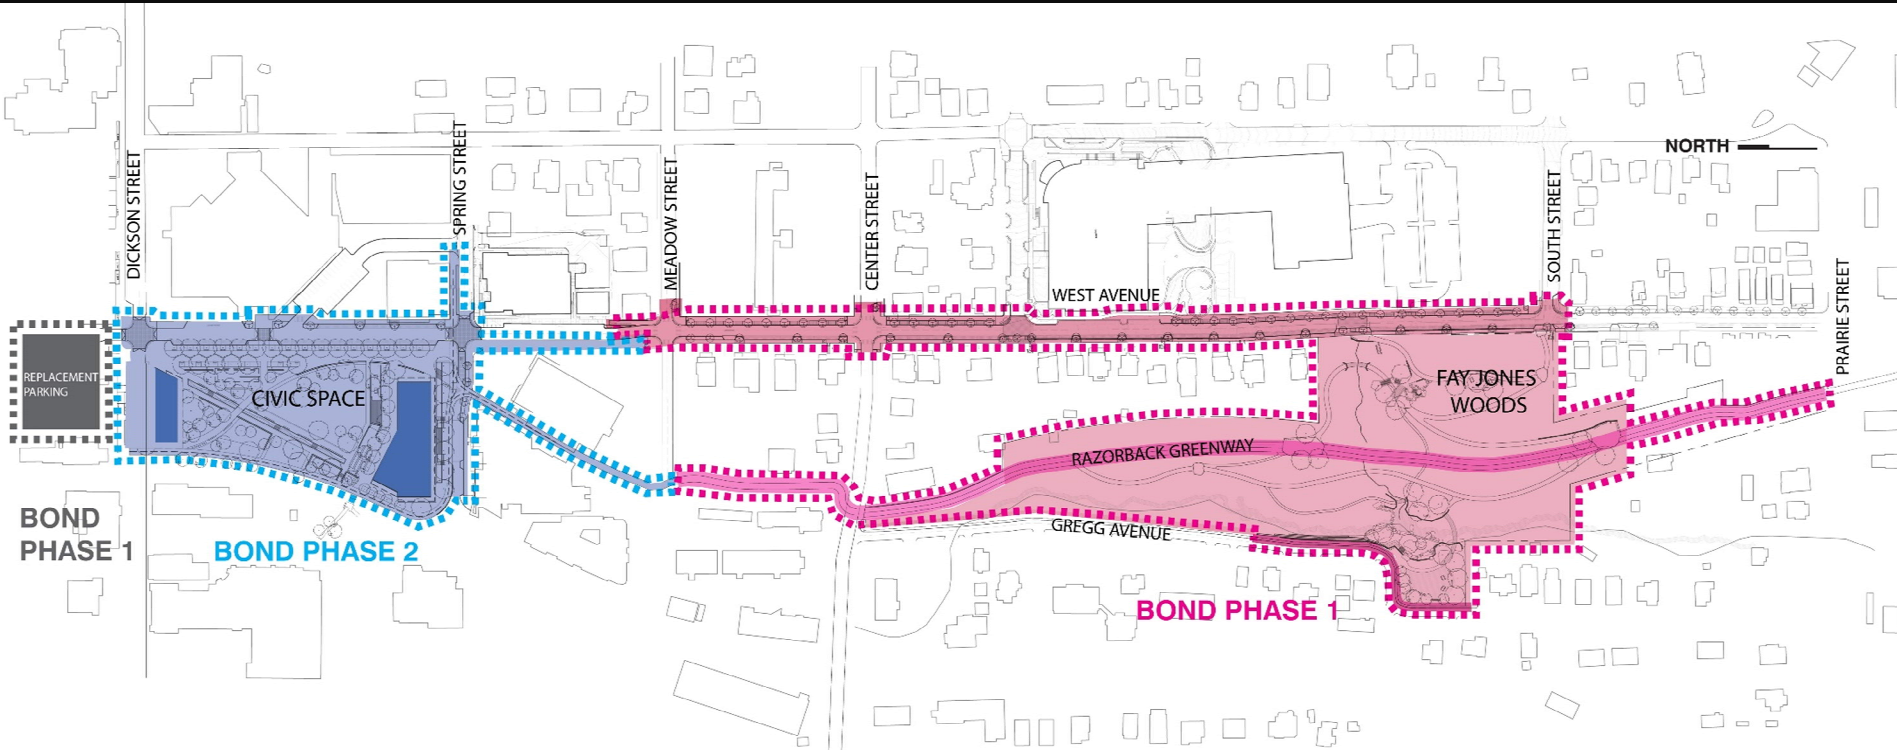 DICKSON STREET
SPRING STREET
MEADOW STREET
CENTER STREET
SOUTH STREET
NORTH
PRAIRIE STREET
WEST AVENUE
REPLACEMENT
PARKING
CIVIC SPACE
FAY JONES
WOODS
RAZORBACK GREENWAY
GREGG AVENUE
BOND
PHASE 1
BOND PHASE 2
BOND PHASE 1